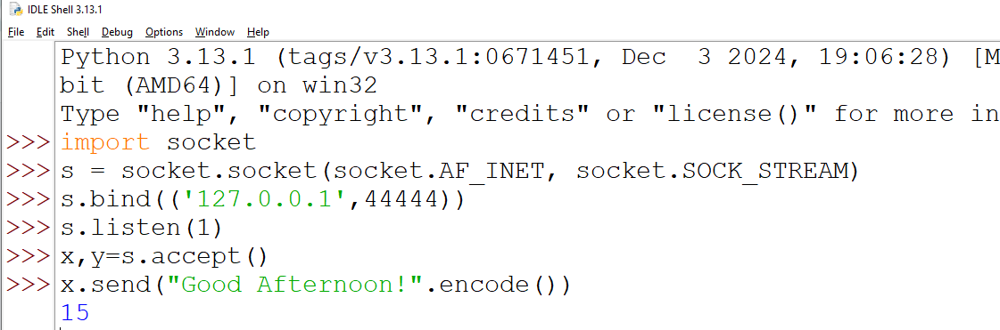 IDLE Shell 3.13.1
File Edit Shell Debug Options Window Help
Python 3.13.1 (tags/v3.13.1:0671451, Dec  3 2024, 19:06:28) [M
bit (AMD64)] on win32
Type "help", "copyright", "credits" or "license()" for more in
>>> import socket
>>> s = socket.socket(socket.AF_INET, socket.SOCK_STREAM)
>>> s.bind(('127.0.0.1',44444))
>>> s.listen(1)
>>> x,y=s.accept()
>>> x.send("Good Afternoon!".encode())
15